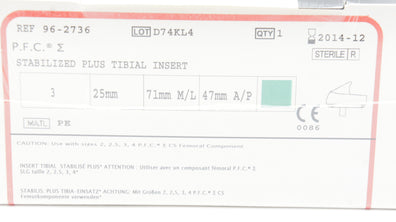 REF 96-2736 LOT D74KL4 QTY 1 2014-12
P.F.C.® Σ STERILE R
STABILIZED PLUS TIBIAL INSERT
3 25mm 71mm M/L 47mm A/P
MATL PE
CE
0086
CAUTION: Use with sizes 2, 2.5, 3, 4 P.F.C.® Σ CS Femoral Component
INSERT TIBIAL STABILISÉ PLUS* ATTENTION : Utiliser avec un composant fémoral P.F.C.® Σ
SLG taille 2, 2.5, 3, 4*
STABILIS. PLUS-TIBIA-EINSATZ* ACHTUNG: Mit Größen 2, 2.5, 3, 4 P.F.C.® Σ CS
Femurkomponente verwenden*